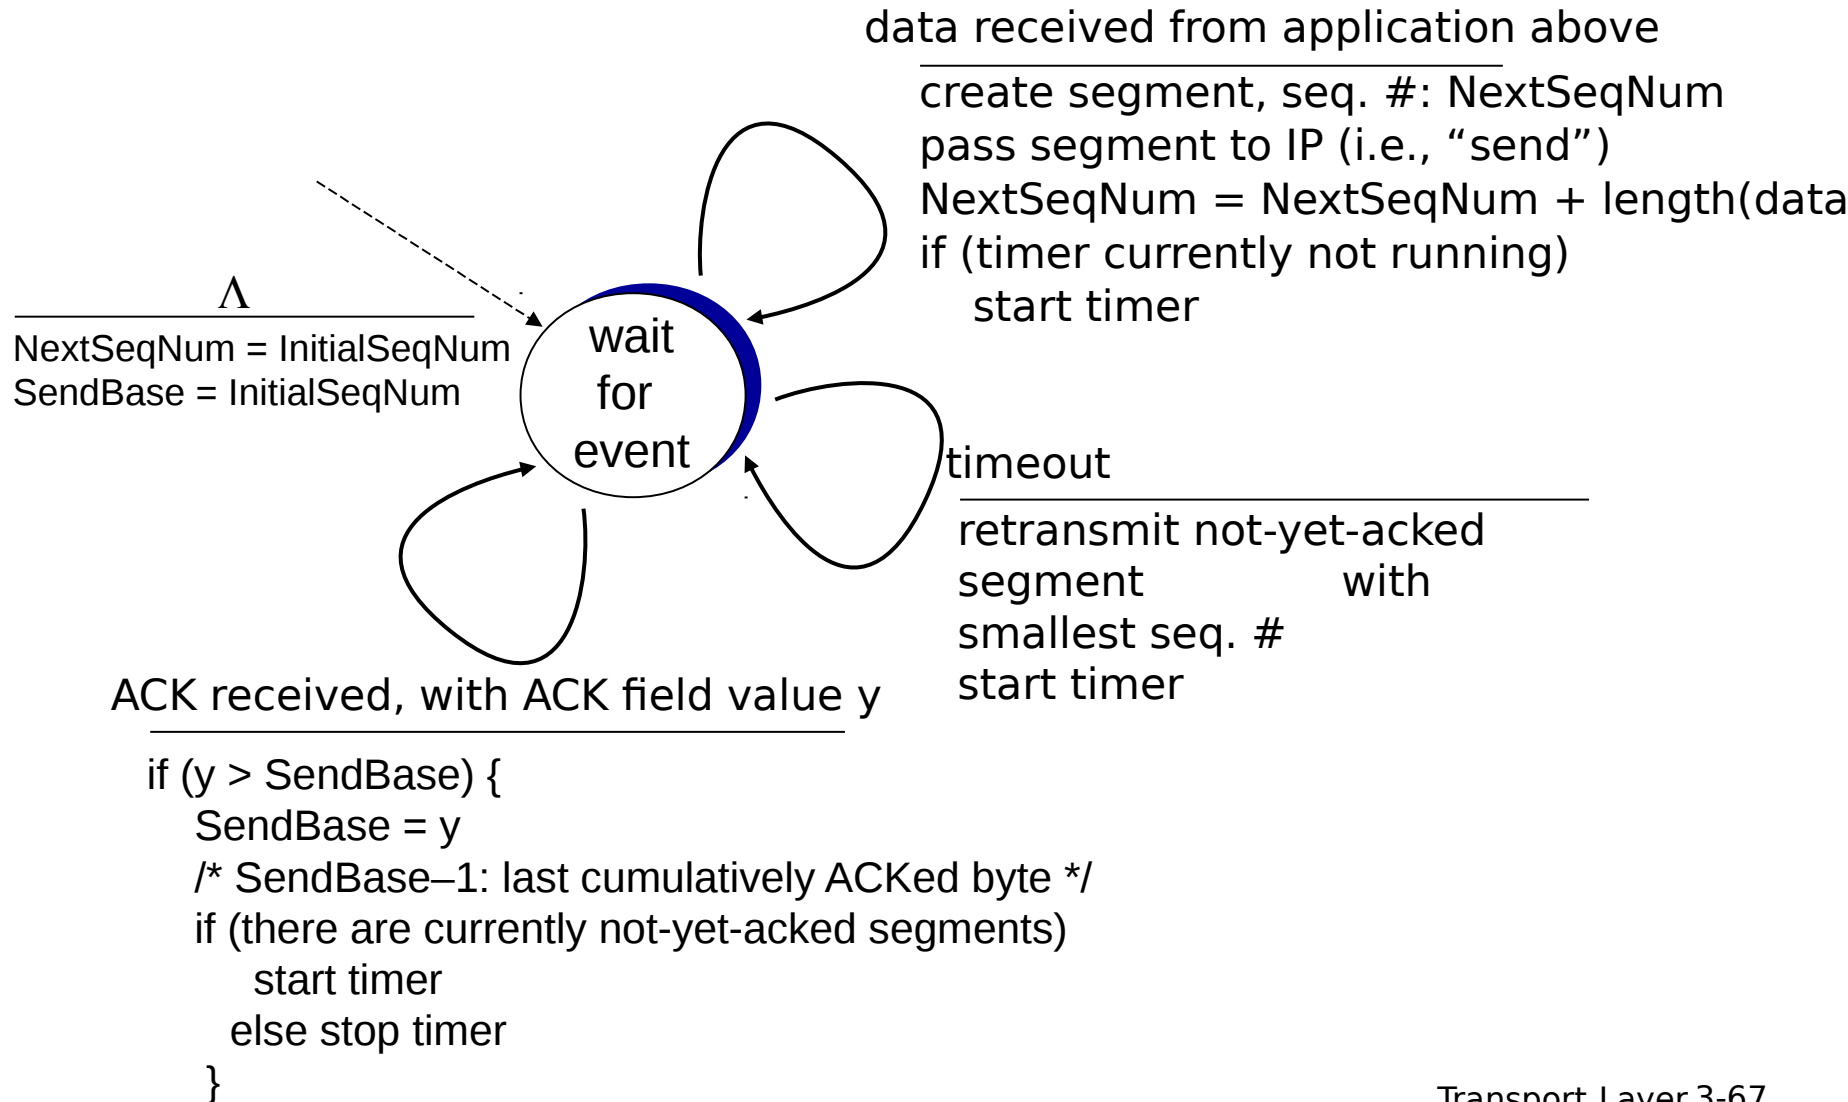 data received from application above
create segment, seq. #: NextSeqNum
pass segment to IP (i.e., “send”)
NextSeqNum = NextSeqNum + length(data
if (timer currently not running)
start timer
Λ
NextSeqNum = InitialSeqNum
SendBase = InitialSeqNum
wait
for
event
timeout
retransmit not-yet-acked
segment with
smallest seq. #
start timer
ACK received, with ACK field value y
if (y > SendBase) {
SendBase = y
/* SendBase–1: last cumulatively ACKed byte */
if (there are currently not-yet-acked segments)
start timer
else stop timer
}
Transport Layer 3-67